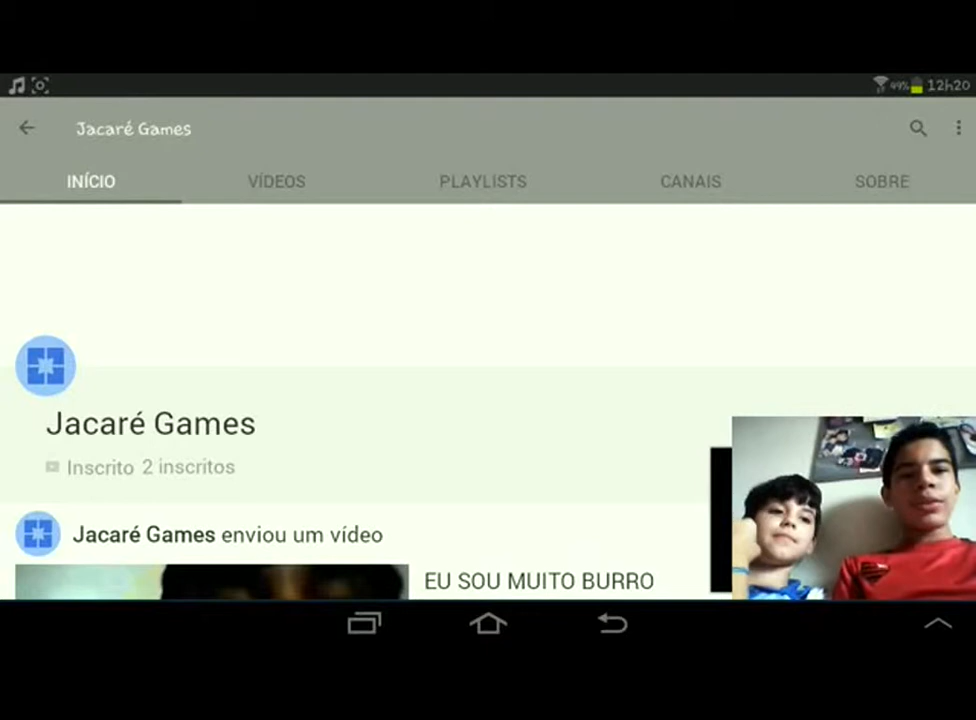 49% 12h20
Jacaré Games
INÍCIO VÍDEOS PLAYLISTS CANAIS SOBRE
Jacaré Games
Inscrito 2 inscritos
Jacaré Games enviou um vídeo
EU SOU MUITO BURRO